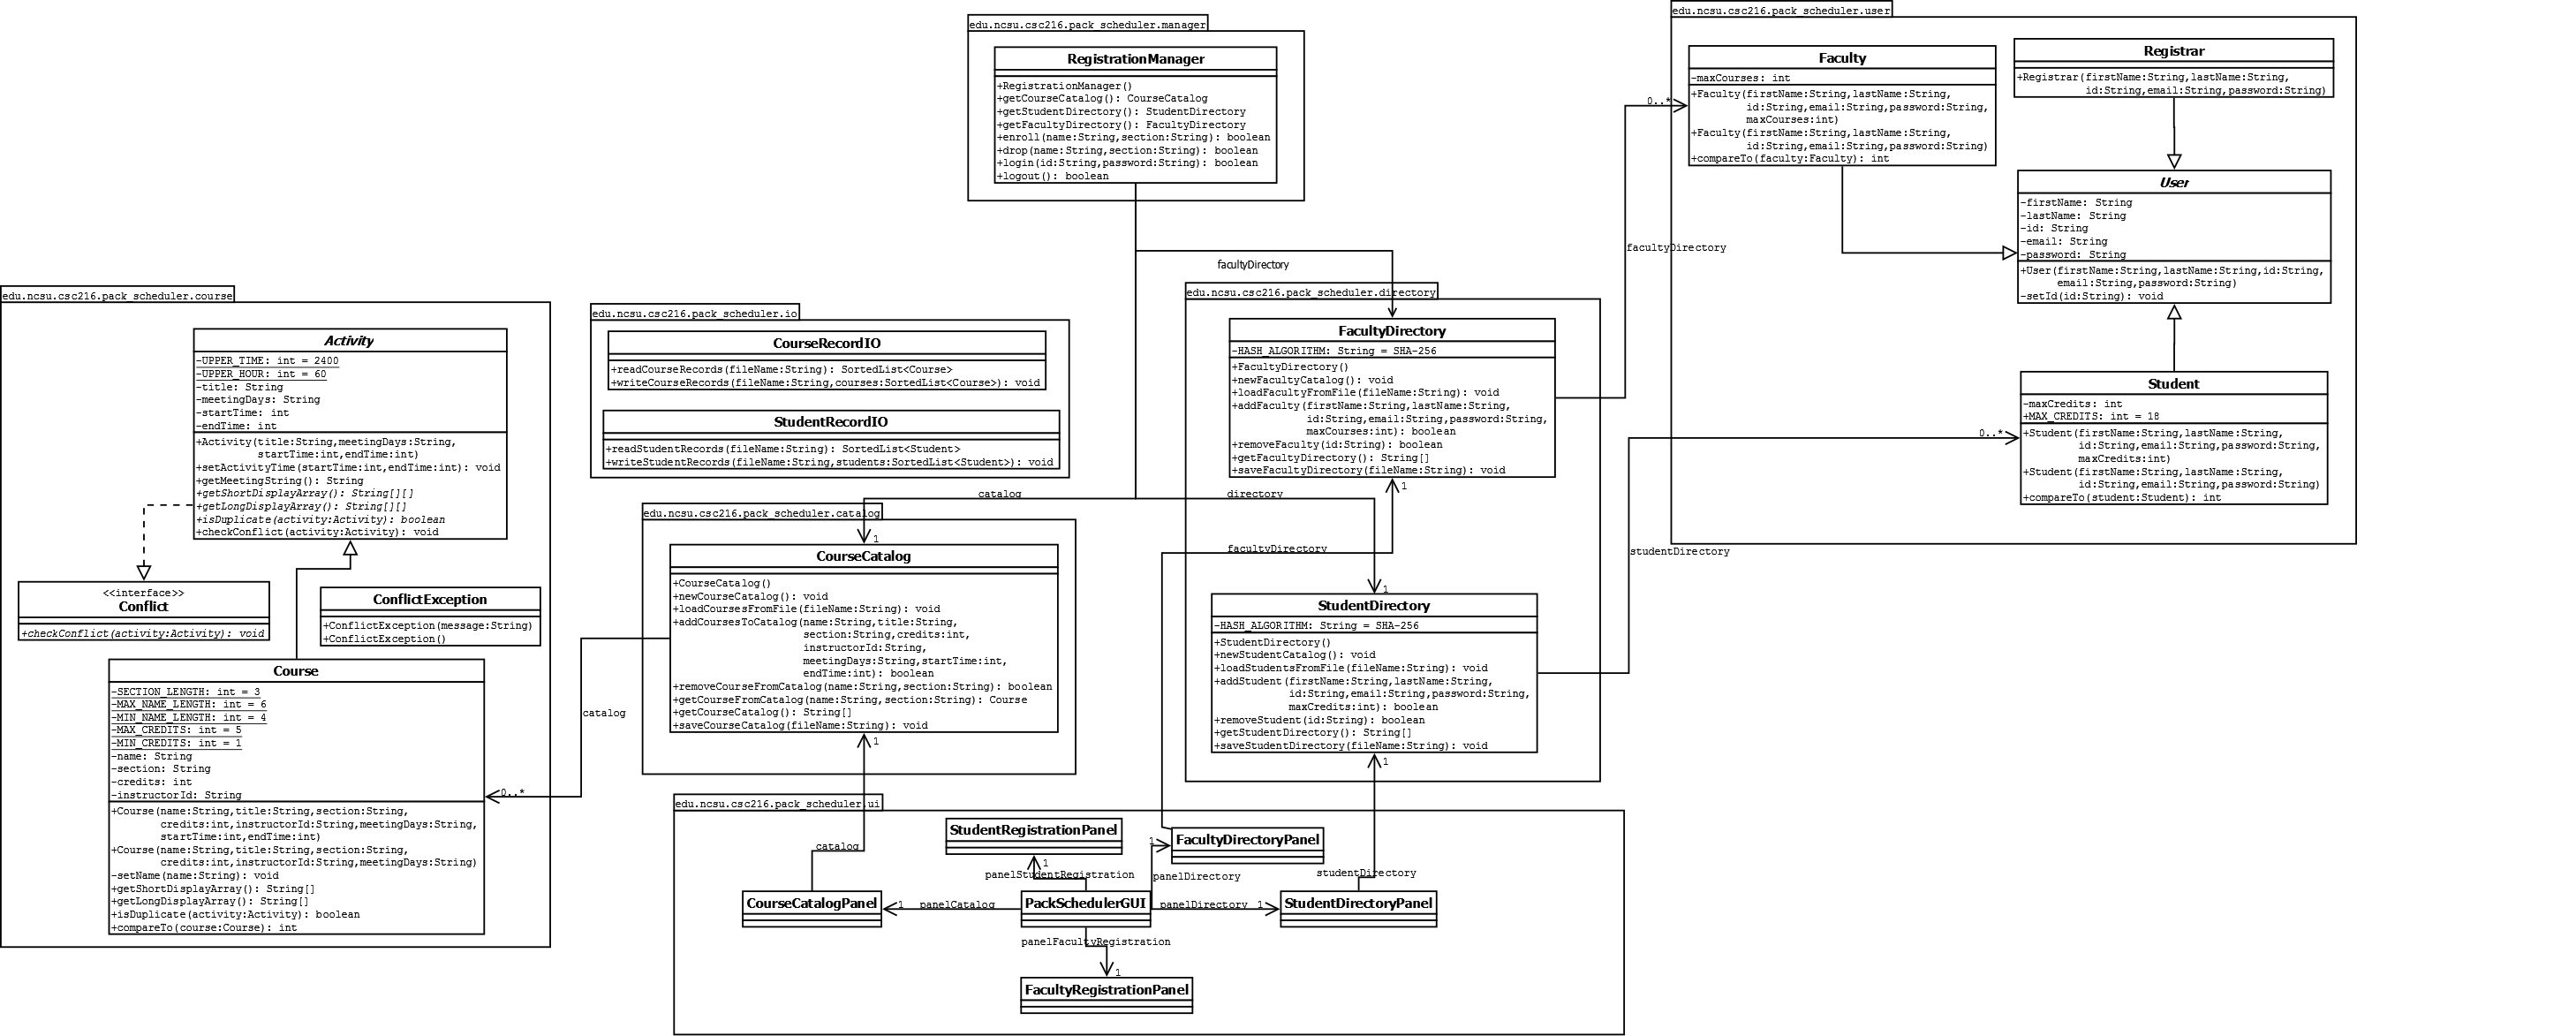 edu.ncsu.csc216.pack_scheduler.manager
RegistrationManager
+RegistrationManager()
+getCourseCatalog(): CourseCatalog
+getStudentDirectory(): StudentDirectory
+getFacultyDirectory(): FacultyDirectory
+enroll(name:String,section:String): boolean
+drop(name:String,section:String): boolean
+login(id:String,password:String): boolean
+logout(): boolean
edu.ncsu.csc216.pack_scheduler.user
Faculty
-maxCourses: int
+Faculty(firstName:String,lastName:String,
id:String,email:String,password:String,
maxCourses:int)
+Faculty(firstName:String,lastName:String,
id:String,email:String,password:String)
+compareTo(faculty:Faculty): int
Registrar
+Registrar(firstName:String,lastName:String,
id:String,email:String,password:String)
User
-firstName: String
-lastName: String
-id: String
-email: String
-password: String
+User(firstName:String,lastName:String,id:String,
email:String,password:String)
-setId(id:String): void
Student
-maxCredits: int
+MAX_CREDITS: int = 18
+Student(firstName:String,lastName:String,
id:String,email:String,password:String,
maxCredits:int)
+Student(firstName:String,lastName:String,
id:String,email:String,password:String)
+compareTo(student:Student): int
0..*
facultyDirectory
0..*
studentDirectory
facultyDirectory
edu.ncsu.csc216.pack_scheduler.course
Activity
-UPPER_TIME: int = 2400
-UPPER_HOUR: int = 60
-title: String
-meetingDays: String
-startTime: int
-endTime: int
+Activity(title:String,meetingDays:String,
startTime:int,endTime:int)
+setActivityTime(startTime:int,endTime:int): void
+getMeetingString(): String
+getShortDisplayArray(): String[][]
+getLongDisplayArray(): String[][]
+isDuplicate(activity:Activity): boolean
+checkConflict(activity:Activity): void
<<interface>>
Conflict
+checkConflict(activity:Activity): void
ConflictException
+ConflictException(message:String)
+ConflictException()
Course
-SECTION_LENGTH: int = 3
-MAX_NAME_LENGTH: int = 6
-MIN_NAME_LENGTH: int = 4
-MAX_CREDITS: int = 5
-MIN_CREDITS: int = 1
-name: String
-section: String
-credits: int
-instructorId: String
+Course(name:String,title:String,section:String,
credits:int,instructorId:String,meetingDays:String,
startTime:int,endTime:int)
+Course(name:String,title:String,section:String,
credits:int,instructorId:String,meetingDays:String)
-setName(name:String): void
+getShortDisplayArray(): String[]
+getLongDisplayArray(): String[]
+isDuplicate(activity:Activity): boolean
+compareTo(course:Course): int
0..*
catalog
edu.ncsu.csc216.pack_scheduler.io
CourseRecordIO
+readCourseRecords(fileName:String): SortedList<Course>
+writeCourseRecords(fileName:String,courses:SortedList<Course>): void
StudentRecordIO
+readStudentRecords(fileName:String): SortedList<Student>
+writeStudentRecords(fileName:String,students:SortedList<Student>): void
catalog
directory
edu.ncsu.csc216.pack_scheduler.catalog
1
CourseCatalog
+CourseCatalog()
+newCourseCatalog(): void
+loadCoursesFromFile(fileName:String): void
+addCoursesToCatalog(name:String,title:String,
section:String,credits:int,
instructorId:String,
meetingDays:String,startTime:int,
endTime:int): boolean
+removeCourseFromCatalog(name:String,section:String): boolean
+getCourseFromCatalog(name:String,section:String): Course
+getCourseCatalog(): String[]
+saveCourseCatalog(fileName:String): void
1
edu.ncsu.csc216.pack_scheduler.directory
FacultyDirectory
-HASH_ALGORITHM: String = SHA-256
+FacultyDirectory()
+newFacultyCatalog(): void
+loadFacultyFromFile(fileName:String): void
+addFaculty(firstName:String,lastName:String,
id:String,email:String,password:String,
maxCourses:int): boolean
+removeFaculty(id:String): boolean
+getFacultyDirectory(): String[]
+saveFacultyDirectory(fileName:String): void
1
facultyDirectory
1
StudentDirectory
-HASH_ALGORITHM: String = SHA-256
+StudentDirectory()
+newStudentCatalog(): void
+loadStudentsFromFile(fileName:String): void
+addStudent(firstName:String,lastName:String,
id:String,email:String,password:String,
maxCredits:int): boolean
+removeStudent(id:String): boolean
+getStudentDirectory(): String[]
+saveStudentDirectory(fileName:String): void
1
edu.ncsu.csc216.pack_scheduler.ui
StudentRegistrationPanel
FacultyDirectoryPanel
catalog
1
1
panelStudentRegistration
panelDirectory
studentDirectory
CourseCatalogPanel
1
panelCatalog
PackSchedulerGUI
panelDirectory
1
StudentDirectoryPanel
panelFacultyRegistration
1
FacultyRegistrationPanel